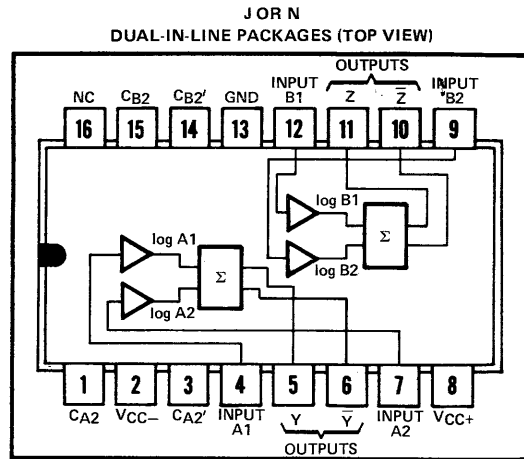 J OR N
DUAL-IN-LINE PACKAGES (TOP VIEW)
OUTPUTS
NC CB2 CB2' GND INPUT B1 Z Z̅ INPUT B2
16 15 14 13 12 11 10 9
log B1
Σ
log B2
log A1
Σ
log A2
1 2 3 4 5 6 7 8
CA2 VCC− CA2' INPUT A1 Y Y̅ INPUT A2 VCC+
OUTPUTS